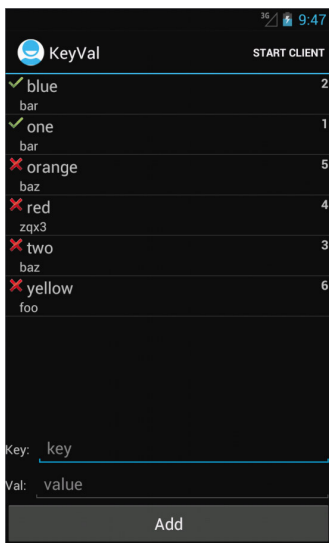 3G 9:47
KeyVal START CLIENT
blue 2
bar
one 1
bar
orange 5
baz
red 4
zqx3
two 3
baz
yellow 6
foo
Key: key
Val: value
Add